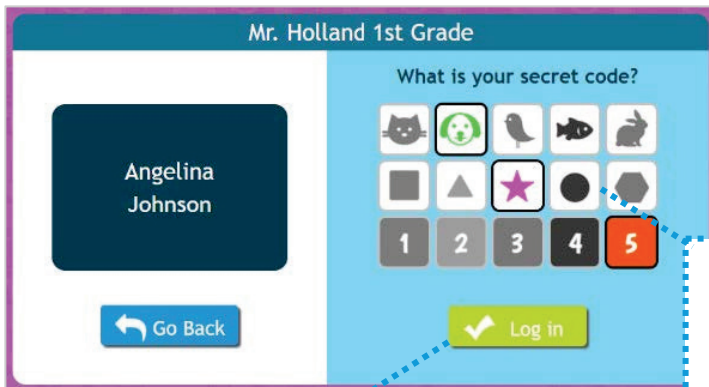 Mr. Holland 1st Grade
What is your secret code?
Angelina
Johnson
1 2 3 4 5
Go Back
Log in